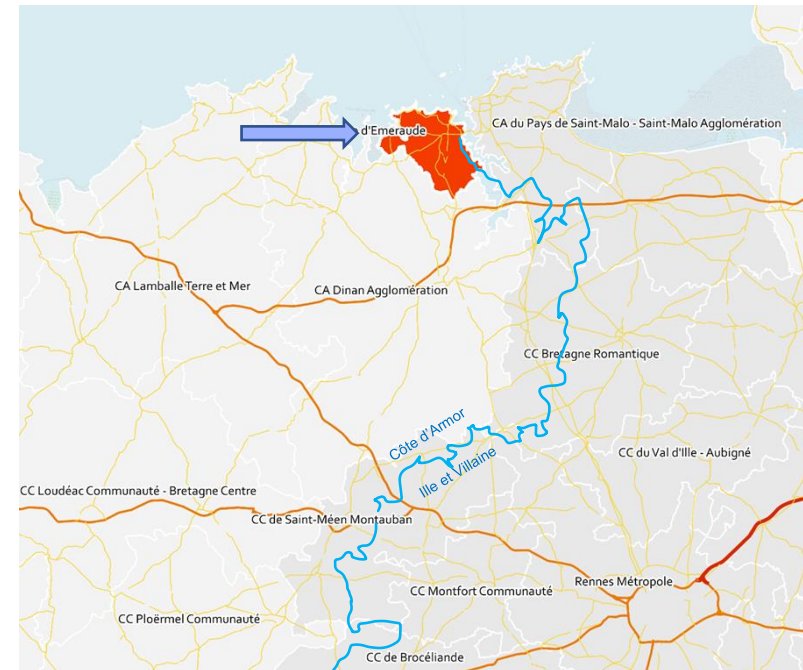 d'Emeraude
CA du Pays de Saint-Malo - Saint-Malo Agglomération
CA Lamballe Terre et Mer
CA Dinan Agglomération
CC Bretagne Romantique
Côte d'Armor
Ille et Villaine
CC du Val d'Ille - Aubigné
CC Loudéac Communauté - Bretagne Centre
CC de Saint-Méen Montauban
Rennes Métropole
CC Montfort Communauté
CC Ploërmel Communauté
CC de Brocéliande